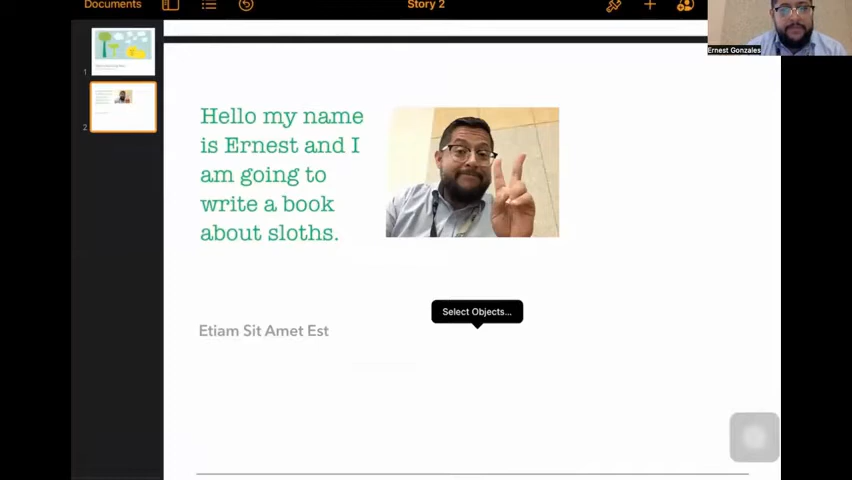 Documents
Story 2
Ernest Gonzales
1
2
Hello my name
is Ernest and I
am going to
write a book
about sloths.
Select Objects...
Etiam Sit Amet Est